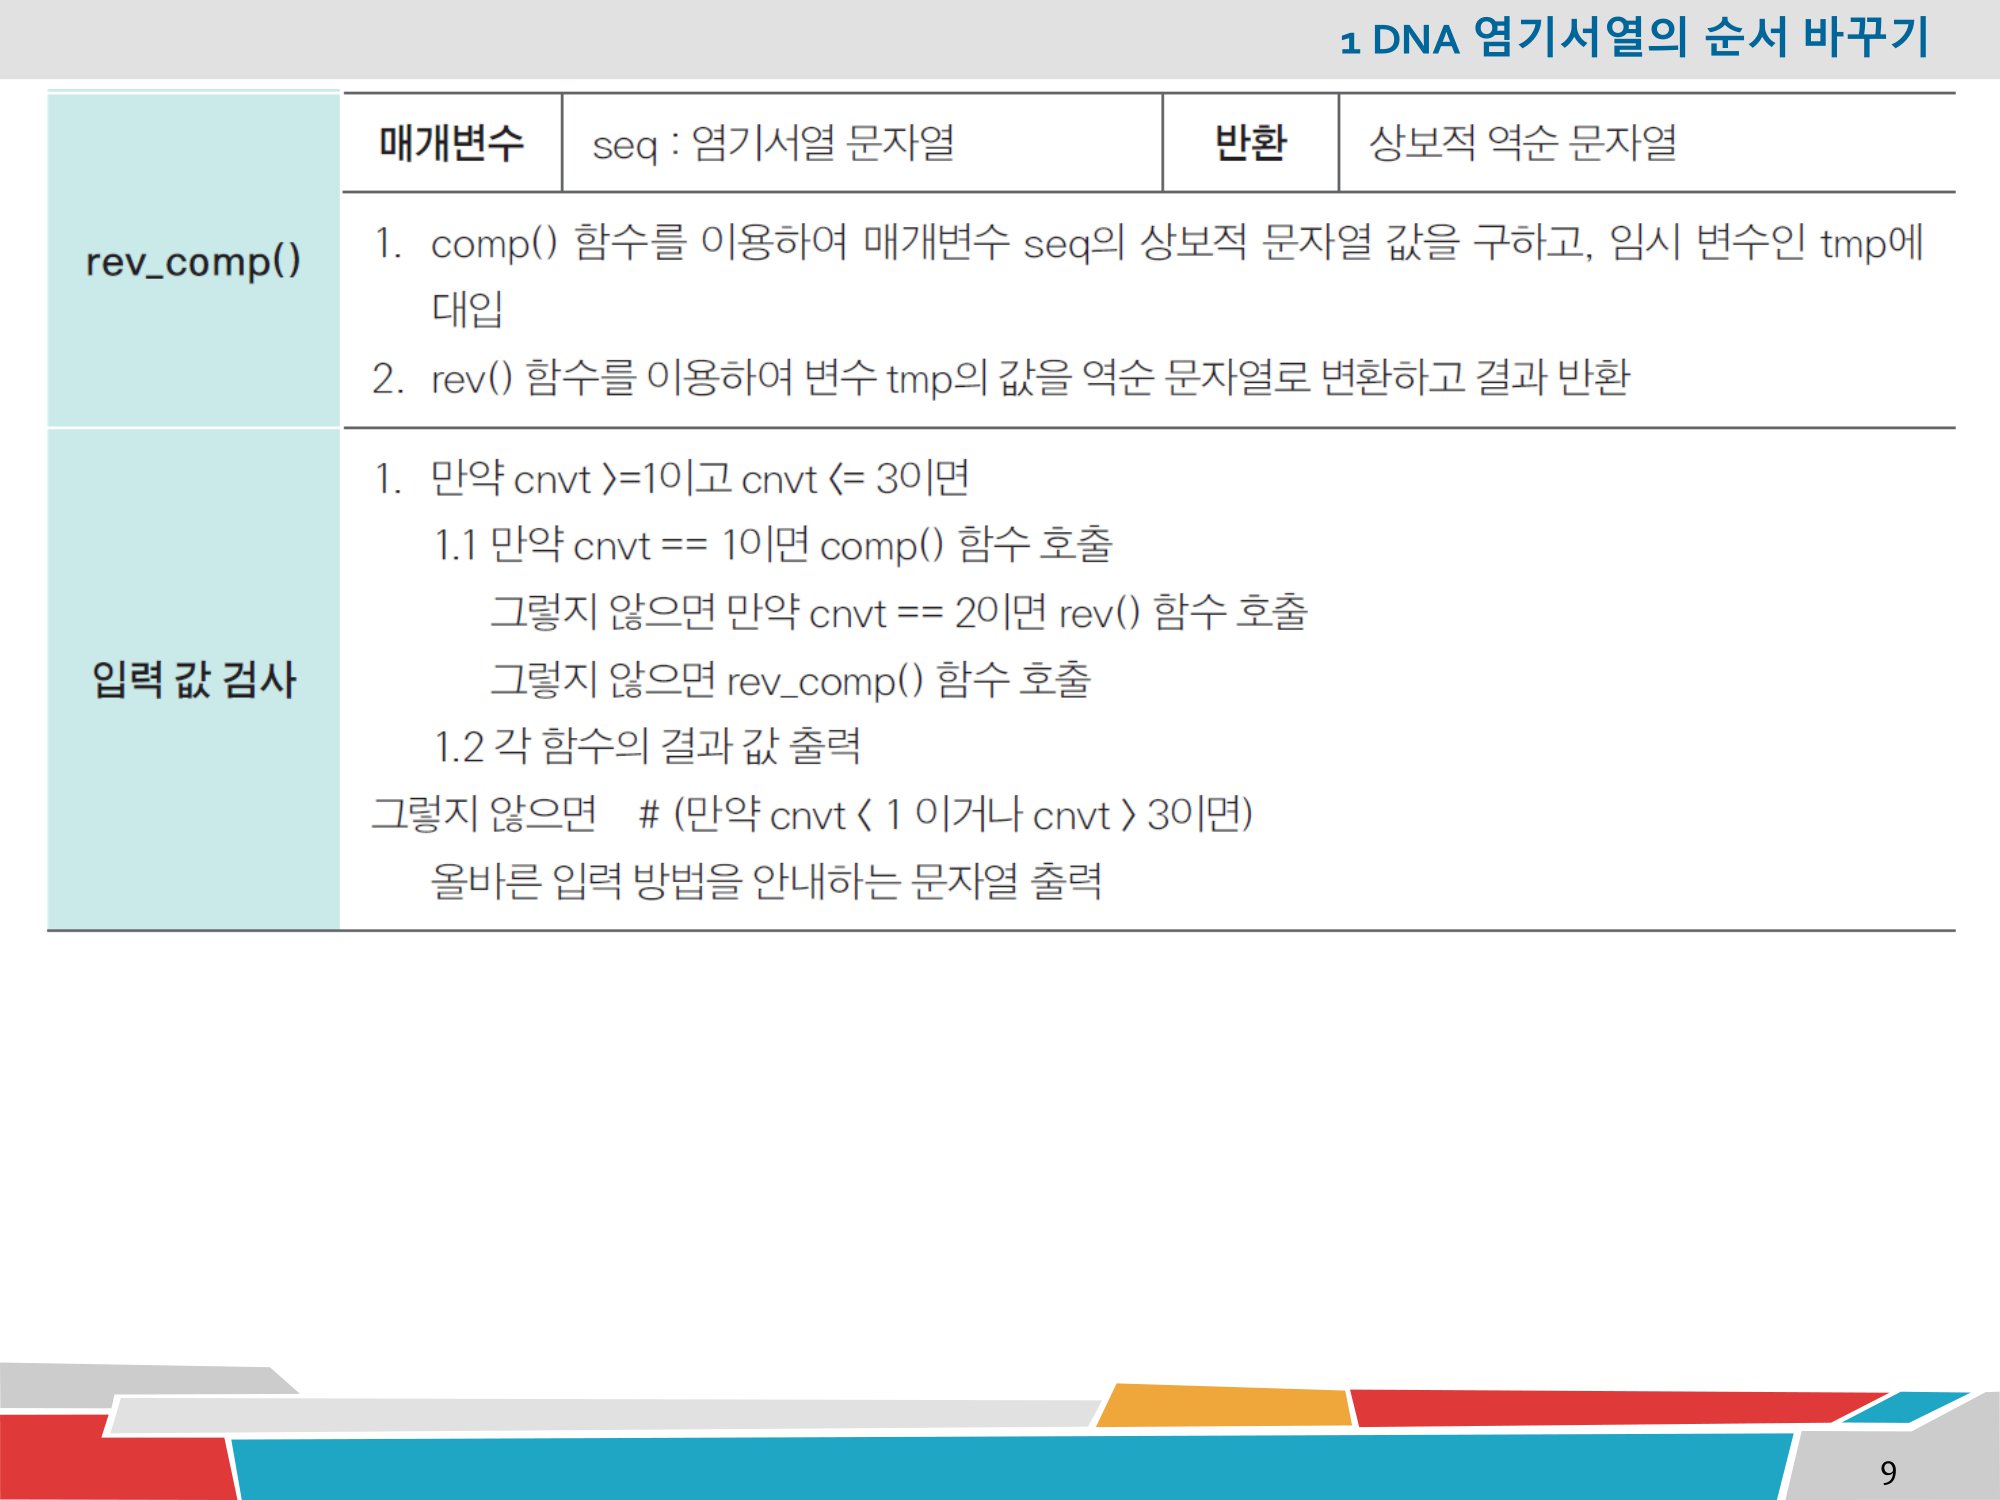 1 DNA 염기서열의 순서 바꾸기
rev_comp()
매개변수 seq : 염기서열 문자열 반환 상보적 역순 문자열
1. comp() 함수를 이용하여 매개변수 seq의 상보적 문자열 값을 구하고, 임시 변수인 tmp에
대입
2. rev() 함수를 이용하여 변수 tmp의 값을 역순 문자열로 변환하고 결과 반환
입력 값 검사
1. 만약 cnvt >=1이고 cnvt <= 3이면
1.1 만약 cnvt == 1이면 comp() 함수 호출
그렇지 않으면 만약 cnvt == 2이면 rev() 함수 호출
그렇지 않으면 rev_comp() 함수 호출
1.2 각 함수의 결과 값 출력
그렇지 않으면 # (만약 cnvt < 1 이거나 cnvt > 3이면)
올바른 입력 방법을 안내하는 문자열 출력
9